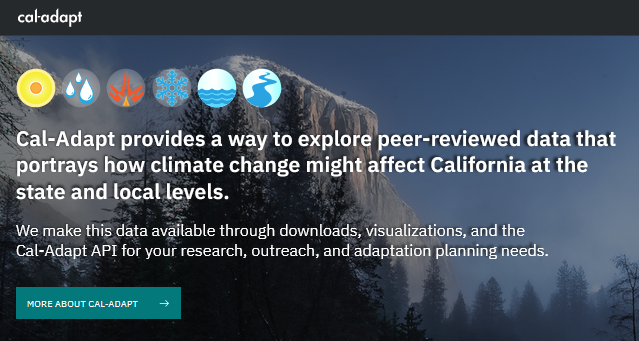 cal-adapt
Cal-Adapt provides a way to explore peer-reviewed data that
portrays how climate change might affect California at the
state and local levels.
We make this data available through downloads, visualizations, and the
Cal-Adapt API for your research, outreach, and adaptation planning needs.
MORE ABOUT CAL-ADAPT →